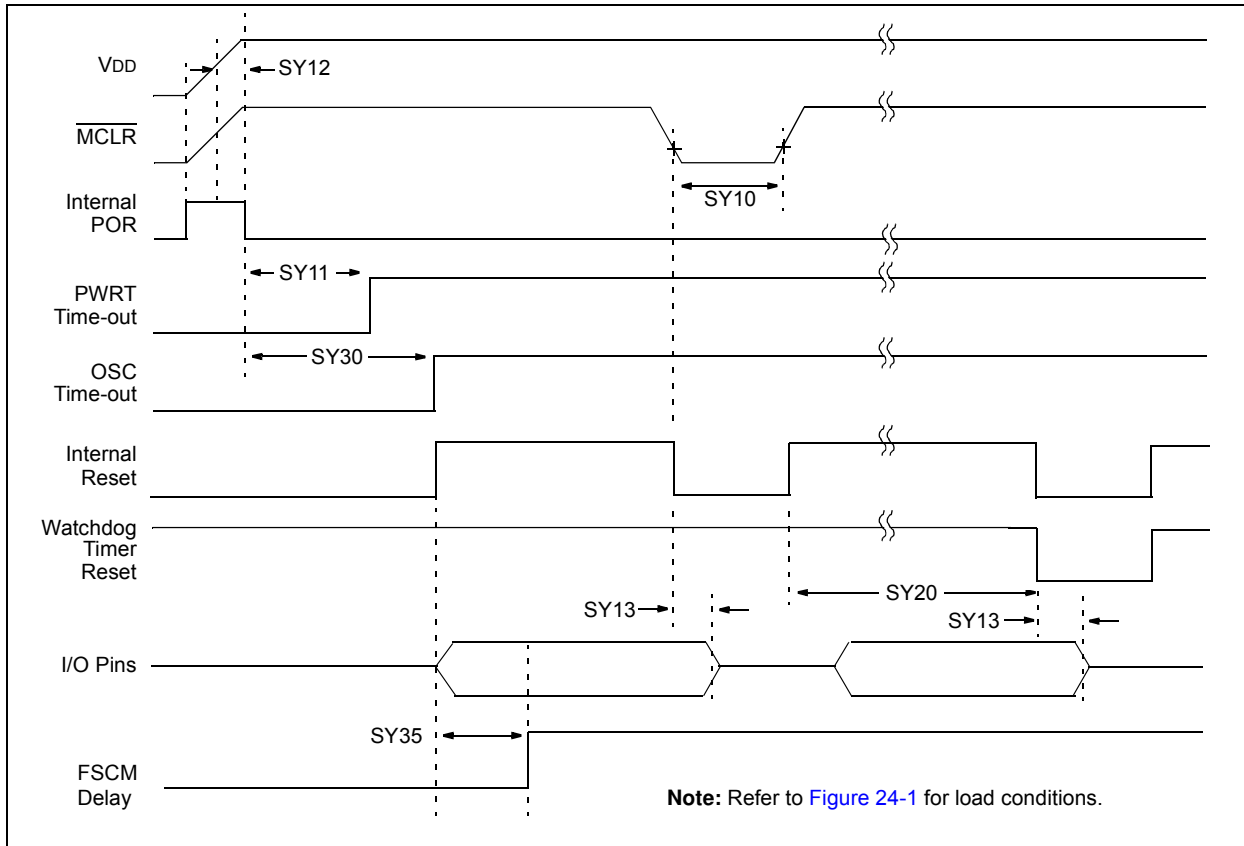 VDD
SY12
MCLR
SY10
Internal
POR
SY11
PWRT
Time-out
SY30
OSC
Time-out
Internal
Reset
Watchdog
Timer
Reset
SY20
SY13
SY13
I/O Pins
SY35
FSCM
Delay
Note: Refer to Figure 24-1 for load conditions.